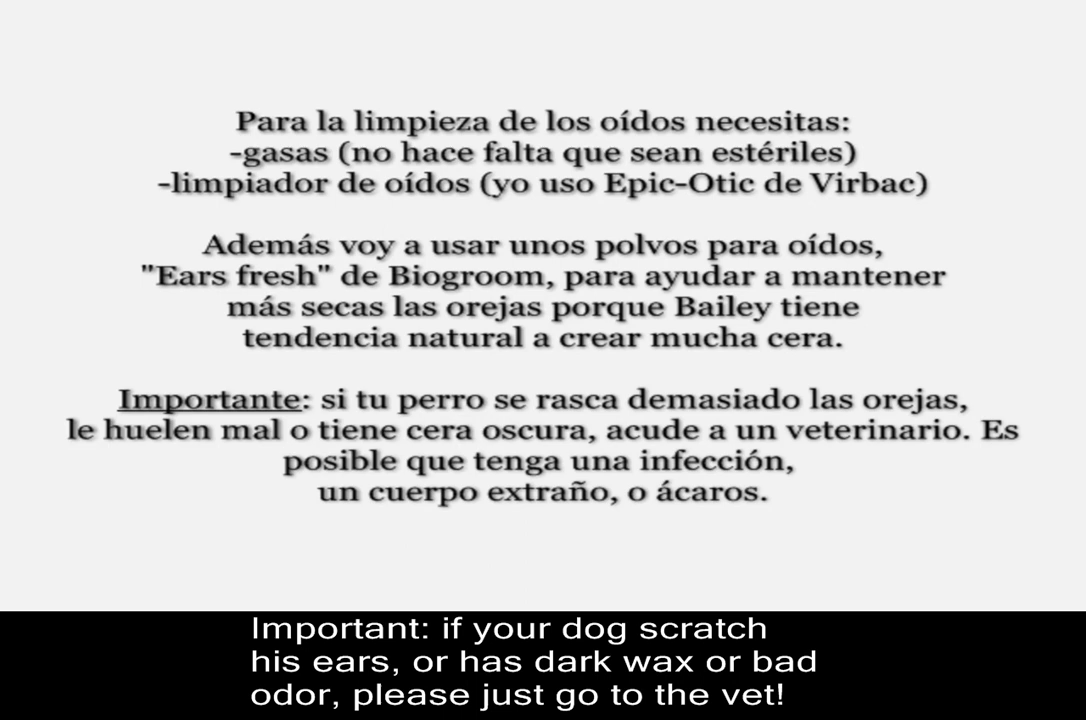 Para la limpieza de los oídos necesitas:
-gasas (no hace falta que sean estériles)
-limpiador de oídos (yo uso Epic-Otic de Virbac)
Además voy a usar unos polvos para oídos,
"Ears fresh" de Biogroom, para ayudar a mantener
más secas las orejas porque Bailey tiene
tendencia natural a crear mucha cera.
Importante: si tu perro se rasca demasiado las orejas,
le huelen mal o tiene cera oscura, acude a un veterinario. Es
posible que tenga una infección,
un cuerpo extraño, o ácaros.
Important: if your dog scratch
his ears, or has dark wax or bad
odor, please just go to the vet!